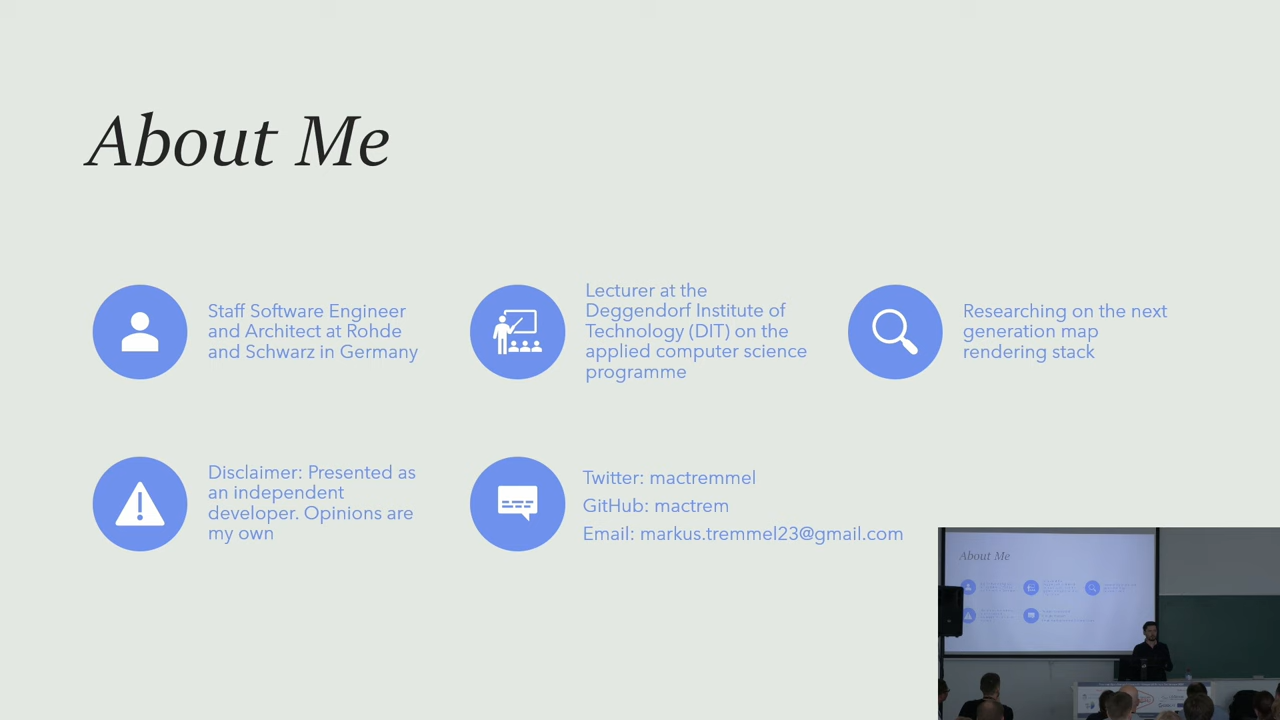 About Me
Staff Software Engineer
and Architect at Rohde
and Schwarz in Germany
Lecturer at the
Deggendorf Institute of
Technology (DIT) on the
applied computer science
programme
Researching on the next
generation map
rendering stack
Disclaimer: Presented as
an independent
developer. Opinions are
my own
Twitter: mactremmel
GitHub: mactrem
Email: markus.tremmel23@gmail.com
About Me